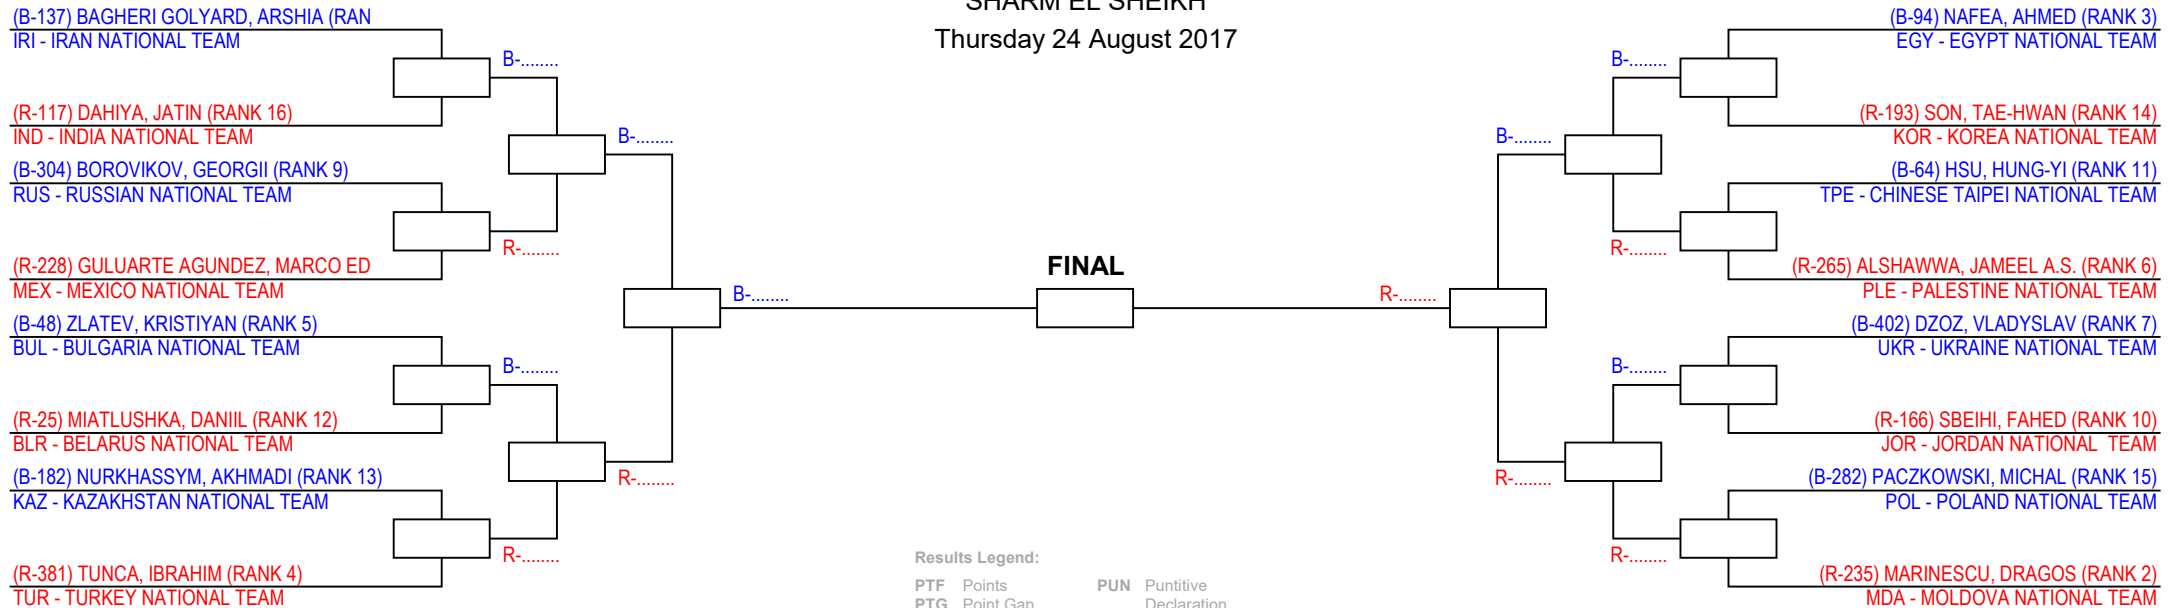 SHARM EL SHEIKH
Thursday 24 August 2017
(B-137) BAGHERI GOLYARD, ARSHIA (RAN
IRI - IRAN NATIONAL TEAM
B-........
(R-117) DAHIYA, JATIN (RANK 16)
IND - INDIA NATIONAL TEAM
B-........
(B-304) BOROVIKOV, GEORGII (RANK 9)
RUS - RUSSIAN NATIONAL TEAM
R-........
(R-228) GULUARTE AGUNDEZ, MARCO ED
MEX - MEXICO NATIONAL TEAM
B-........
(B-48) ZLATEV, KRISTIYAN (RANK 5)
BUL - BULGARIA NATIONAL TEAM
B-........
(R-25) MIATLUSHKA, DANIIL (RANK 12)
BLR - BELARUS NATIONAL TEAM
R-........
(B-182) NURKHASSYM, AKHMADI (RANK 13)
KAZ - KAZAKHSTAN NATIONAL TEAM
R-........
(R-381) TUNCA, IBRAHIM (RANK 4)
TUR - TURKEY NATIONAL TEAM
FINAL
(B-94) NAFEA, AHMED (RANK 3)
EGY - EGYPT NATIONAL TEAM
B-........
(R-193) SON, TAE-HWAN (RANK 14)
KOR - KOREA NATIONAL TEAM
B-........
(B-64) HSU, HUNG-YI (RANK 11)
TPE - CHINESE TAIPEI NATIONAL TEAM
R-........
(R-265) ALSHAWWA, JAMEEL A.S. (RANK 6)
PLE - PALESTINE NATIONAL TEAM
R-........
(B-402) DZOZ, VLADYSLAV (RANK 7)
UKR - UKRAINE NATIONAL TEAM
B-........
(R-166) SBEIHI, FAHED (RANK 10)
JOR - JORDAN NATIONAL  TEAM
R-........
(B-282) PACZKOWSKI, MICHAL (RANK 15)
POL - POLAND NATIONAL TEAM
R-........
(R-235) MARINESCU, DRAGOS (RANK 2)
MDA - MOLDOVA NATIONAL TEAM
Results Legend:
PTF Points PUN Puntitive
PTG Point Gap Declaration